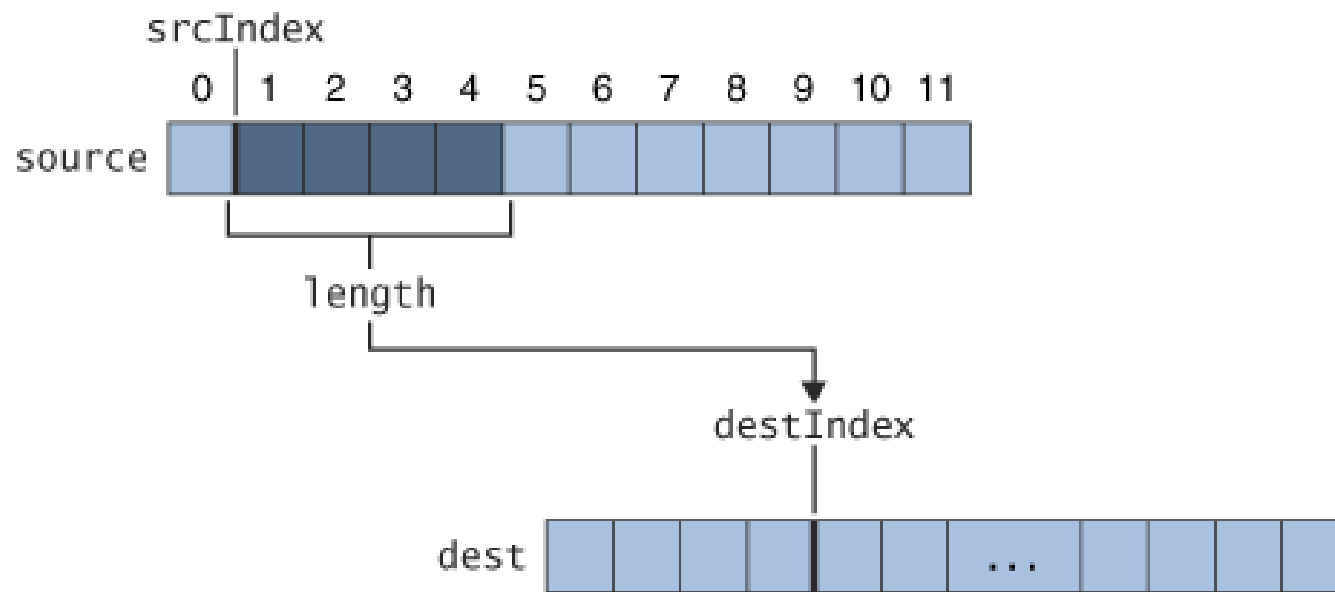 srcIndex
0 1 2 3 4 5 6 7 8 9 10 11
source
length
destIndex
dest ...